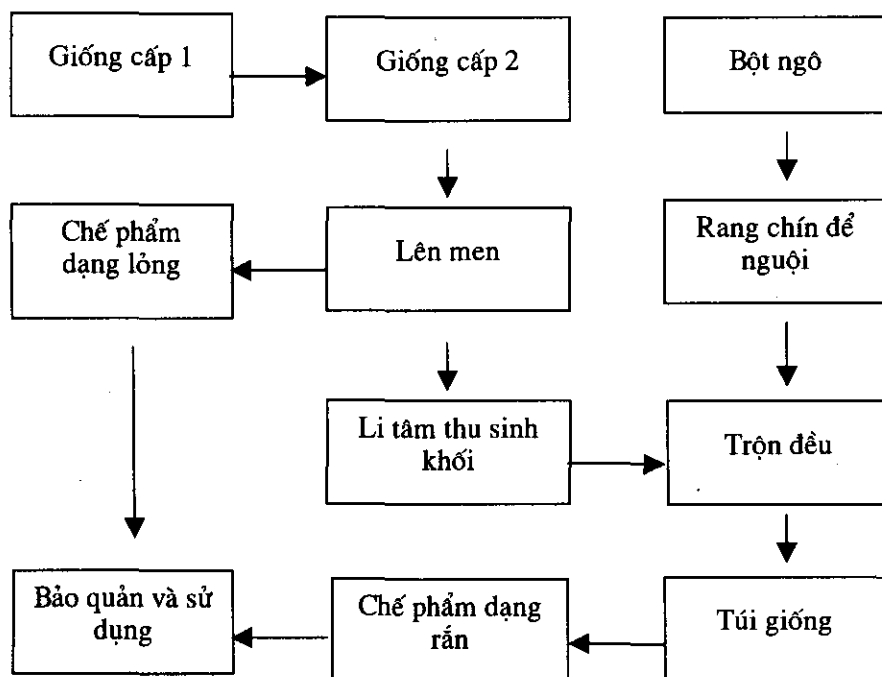 Giống cấp 1
Giống cấp 2
Bột ngô
Chế phẩm
dạng lỏng
Lên men
Rang chín để
nguội
Li tâm thu sinh
khối
Trộn đều
Bảo quản và sử
dụng
Chế phẩm dạng
rắn
Túi giống